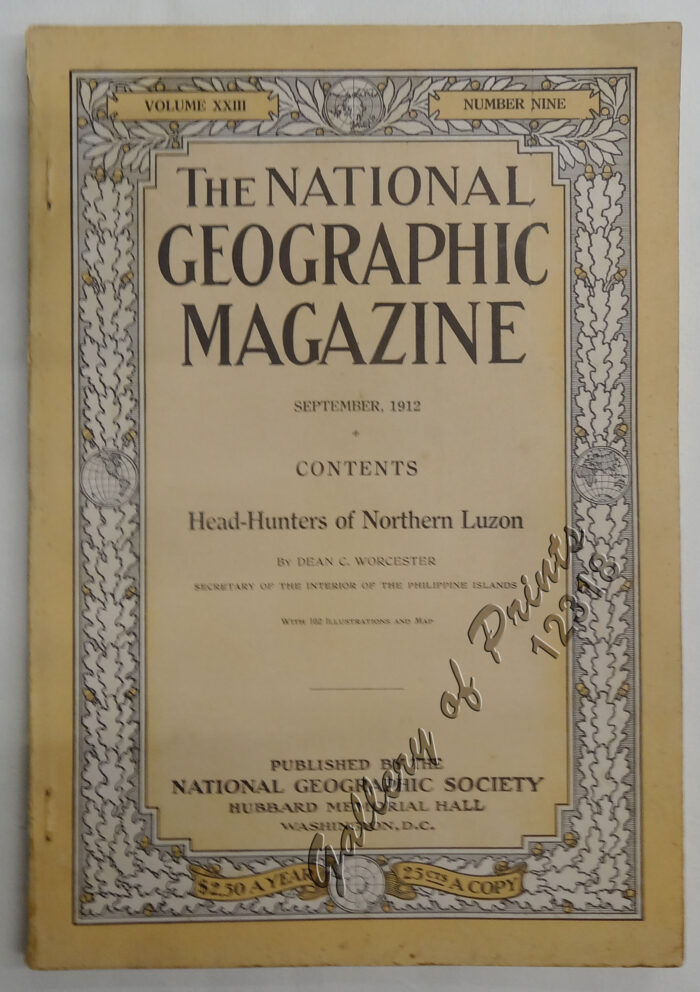 VOLUME XXIII
NUMBER NINE
THE NATIONAL
GEOGRAPHIC
MAGAZINE
SEPTEMBER, 1912
CONTENTS
Head-Hunters of Northern Luzon
BY DEAN C. WORCESTER
SECRETARY OF THE INTERIOR OF THE PHILIPPINE ISLANDS
WITH 102 ILLUSTRATIONS AND MAP
PUBLISHED BY THE
NATIONAL GEOGRAPHIC SOCIETY
HUBBARD MEMORIAL HALL
WASHINGTON, D.C.
$2.50 A YEAR
25cts A COPY
Gallery of Prints
12318